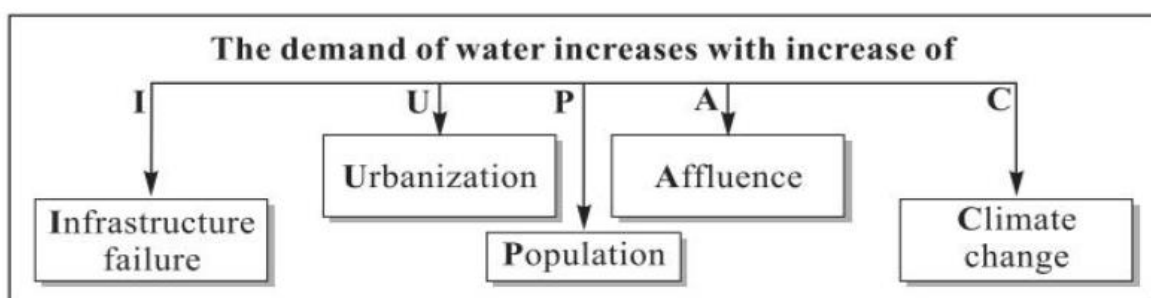 The demand of water increases with increase of
I
U
P
A
C
Urbanization
Affluence
Infrastructure
failure
Population
Climate
change